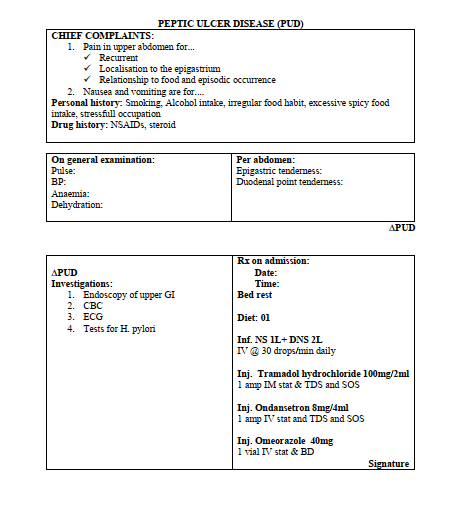 PEPTIC ULCER DISEASE (PUD)
CHIEF COMPLAINTS:
1. Pain in upper abdomen for...
✓ Recurrent
✓ Localisation to the epigastrium
✓ Relationship to food and episodic occurrence
2. Nausea and vomiting are for....
Personal history: Smoking, Alcohol intake, irregular food habit, excessive spicy food
intake, stressfull occupation
Drug history: NSAIDs, steroid
On general examination:
Pulse:
BP:
Anaemia:
Dehydration:
Per abdomen:
Epigastric tenderness:
Duodenal point tenderness:
ΔPUD
ΔPUD
Investigations:
1. Endoscopy of upper GI
2. CBC
3. ECG
4. Tests for H. pylori
Rx on admission:
Date:
Time:
Bed rest
Diet: 01
Inf. NS 1L+ DNS 2L
IV @ 30 drops/min daily
Inj. Tramadol hydrochloride 100mg/2ml
1 amp IM stat & TDS and SOS
Inj. Ondansetron 8mg/4ml
1 amp IV stat and TDS and SOS
Inj. Omeorazole 40mg
1 vial IV stat & BD
Signature